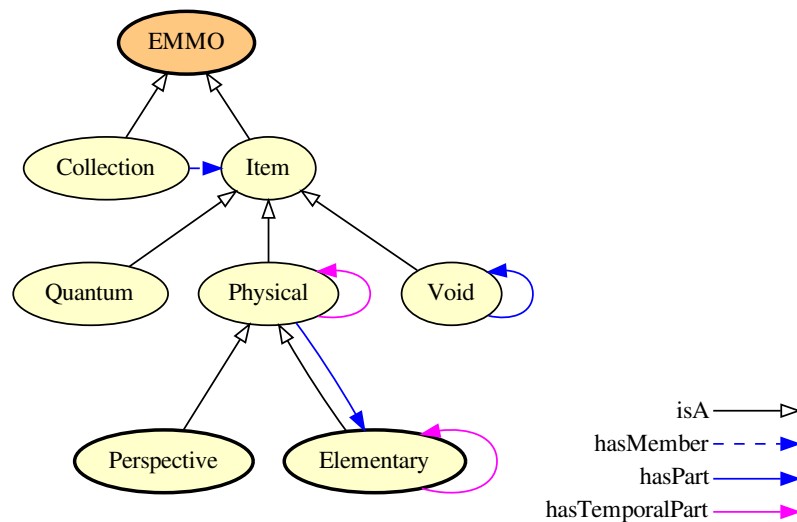 EMMO
Collection
Item
Quantum
Physical
Void
Perspective
Elementary
isA
hasMember
hasPart
hasTemporalPart